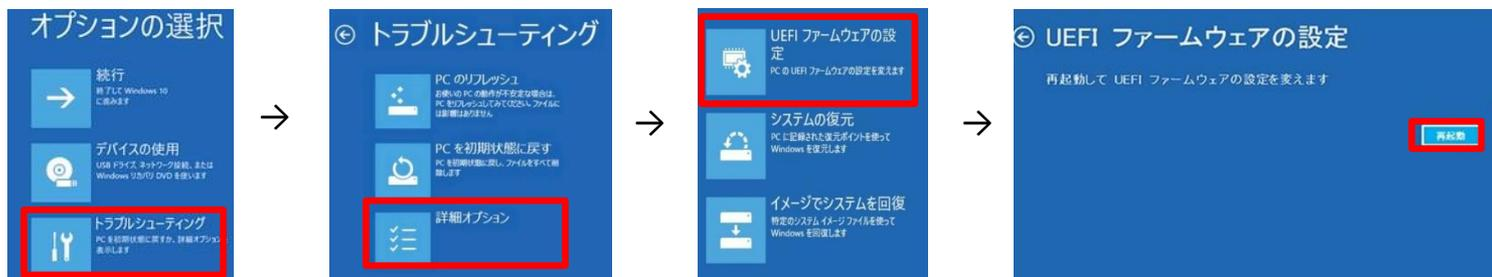 オプションの選択
続行
終了して Windows 10
に進みます
デバイスの使用
USB ドライブ、ネットワーク接続、または
Windows リカバリ DVD を使います
トラブルシューティング
PC を初期状態に戻すか、詳細オプションを
表示します
→
トラブルシューティング
PC のリフレッシュ
お使いの PC の動作が不安定な場合は、
PC をリフレッシュしてみてください。ファイルに
は影響はありません
PC を初期状態に戻す
PC を初期状態に戻し、ファイルをすべて削
除します
詳細オプション
→
UEFI ファームウェアの設
定
PC の UEFI ファームウェアの設定を変えます
システムの復元
PC に記録された復元ポイントを使って
Windows を復元します
イメージでシステムを回復
特定のシステム イメージ ファイルを使って
Windows を回復します
→
UEFI ファームウェアの設定
再起動して UEFI ファームウェアの設定を変えます
再起動